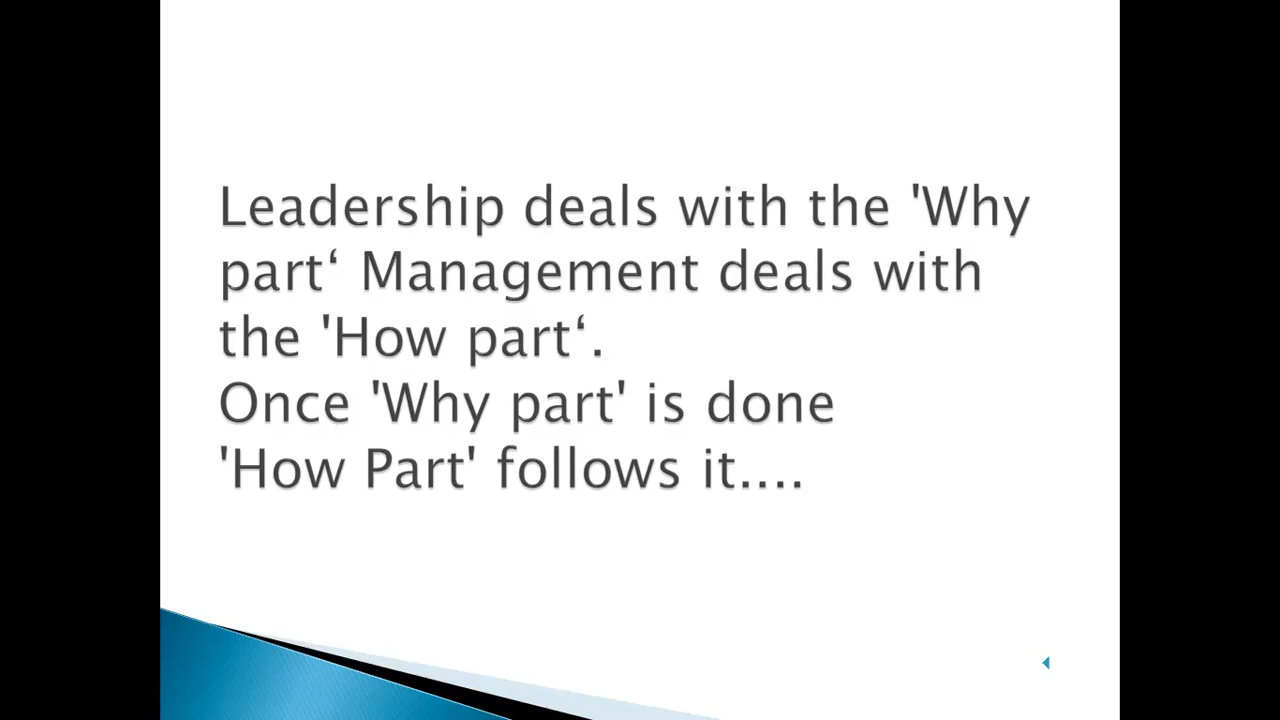 Leadership deals with the 'Why
part‘ Management deals with
the 'How part‘.
Once 'Why part' is done
'How Part' follows it....